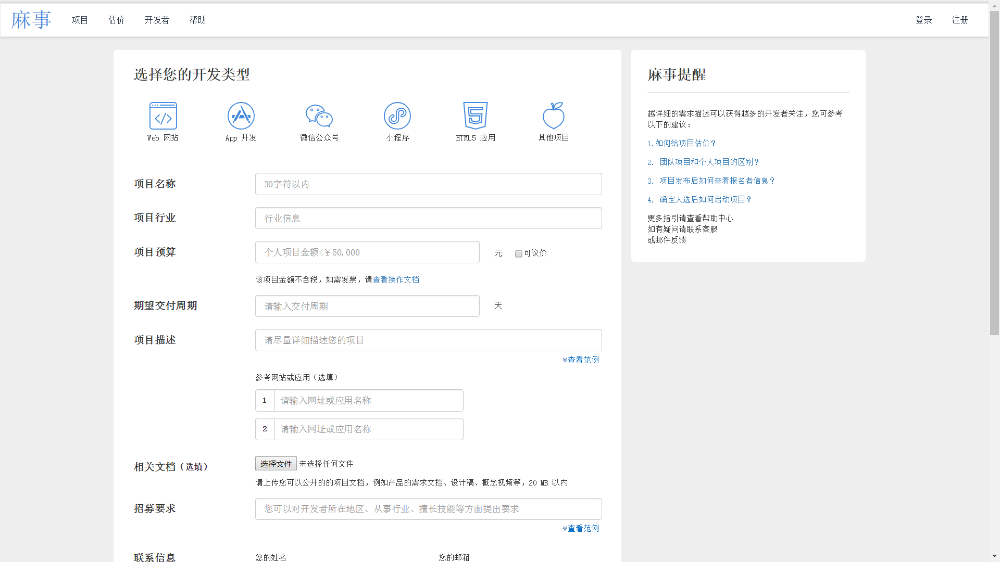 麻事 项目 估价 开发者 帮助 登录 注册
选择您的开发类型
Web 网站 App 开发 微信公众号 小程序 HTML5 应用 其他项目
项目名称 30字符以内
项目行业 行业信息
项目预算 个人项目金额<￥50,000 元 可议价
该项目金额不含税，如需发票，请查看操作文档
期望交付周期 请输入交付周期 天
项目描述 请尽量详细描述您的项目
查看范例
参考网站或应用（选填）
1 请输入网址或应用名称
2 请输入网址或应用名称
相关文档（选填） 选择文件 未选择任何文件
请上传您可以公开的的项目文档，例如产品的需求文档、设计稿、概念视频等，20 MB 以内
招募要求 您可以对开发者所在地区、从事行业、擅长技能等方面提出要求
查看范例
联系信息 您的姓名 您的邮箱
麻事提醒
越详细的需求描述可以获得越多的开发者关注，您可参考
以下的建议：
1.如何给项目估价？
2. 团队项目和个人项目的区别？
3. 项目发布后如何查看报名者信息？
4. 确定人选后如何启动项目？
更多指引请查看帮助中心
如有疑问请联系客服
或邮件反馈